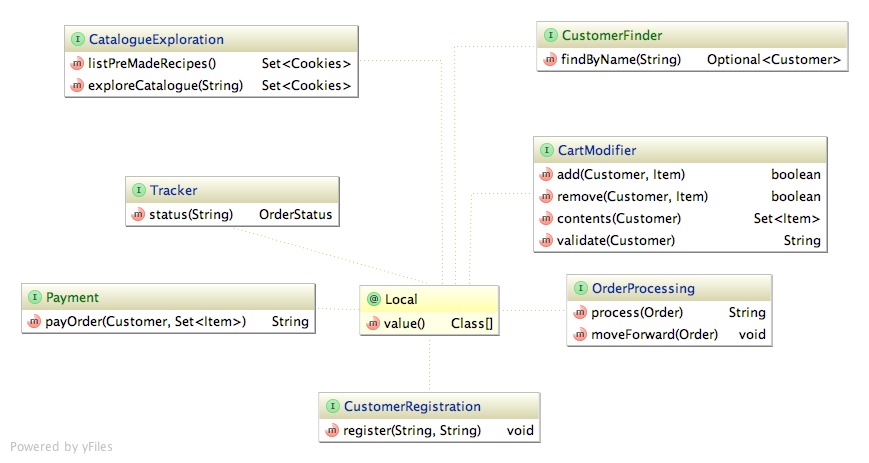 CatalogueExploration
listPreMadeRecipes() Set<Cookies>
exploreCatalogue(String) Set<Cookies>
CustomerFinder
findByName(String) Optional<Customer>
CartModifier
add(Customer, Item) boolean
remove(Customer, Item) boolean
contents(Customer) Set<Item>
validate(Customer) String
Tracker
status(String) OrderStatus
Payment
payOrder(Customer, Set<Item>) String
@ Local
value() Class[]
OrderProcessing
process(Order) String
moveForward(Order) void
CustomerRegistration
register(String, String) void
Powered by yFiles